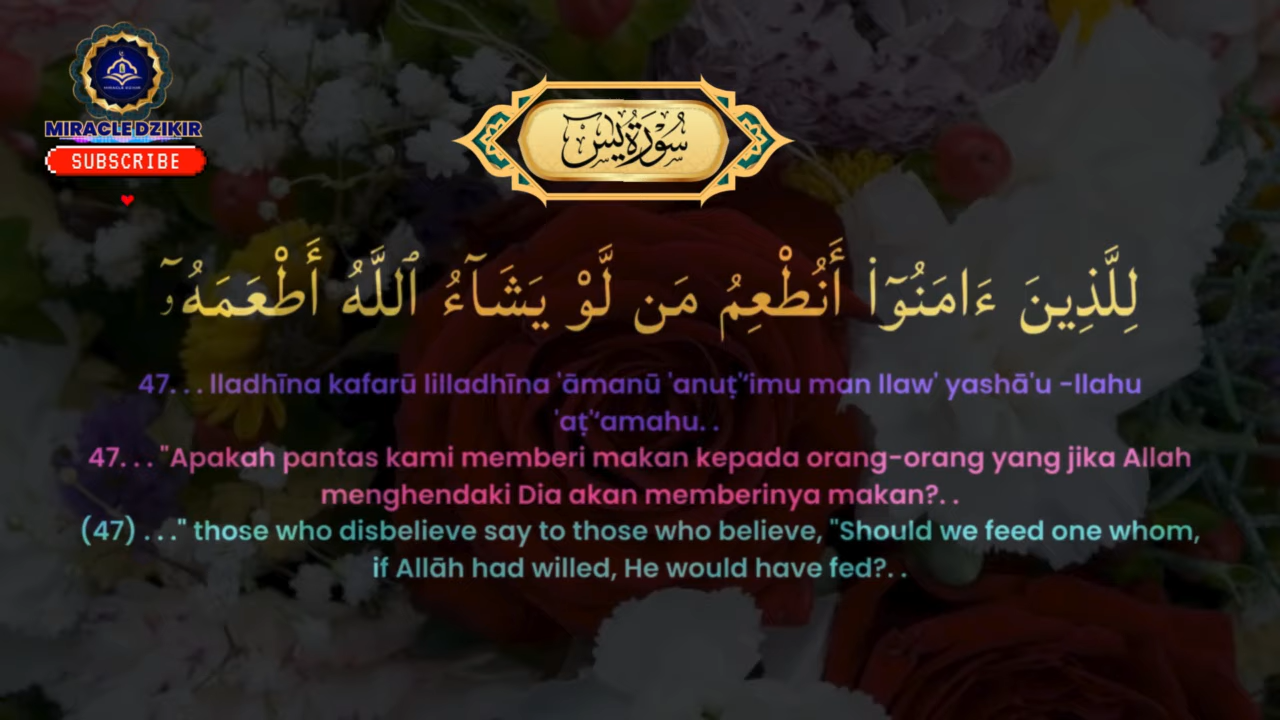 MIRACLE DZIKIR
SUBSCRIBE
سُورَةُ يس
لِلَّذِينَ ءَامَنُوٓا۟ أَنُطْعِمُ مَن لَّوْ يَشَآءُ ٱللَّهُ أَطْعَمَهُۥٓ
47. . . lladhīna kafarū lilladhīna 'āmanū 'anuṭ'‘imu man llaw' yashā'u -llahu
'aṭ'‘amahu. .
47. . . "Apakah pantas kami memberi makan kepada orang-orang yang jika Allah
menghendaki Dia akan memberinya makan?. .
(47) . . ." those who disbelieve say to those who believe, "Should we feed one whom,
if Allāh had willed, He would have fed?. .